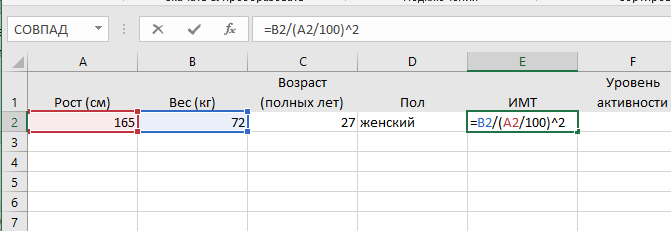 СОВПАД =B2/(A2/100)^2
A B C D E F
Возраст Уровень
1 Рост (см) Вес (кг) (полных лет) Пол ИМТ активности
2 165 72 27 женский =B2/(A2/100)^2
3
4
5
6
7